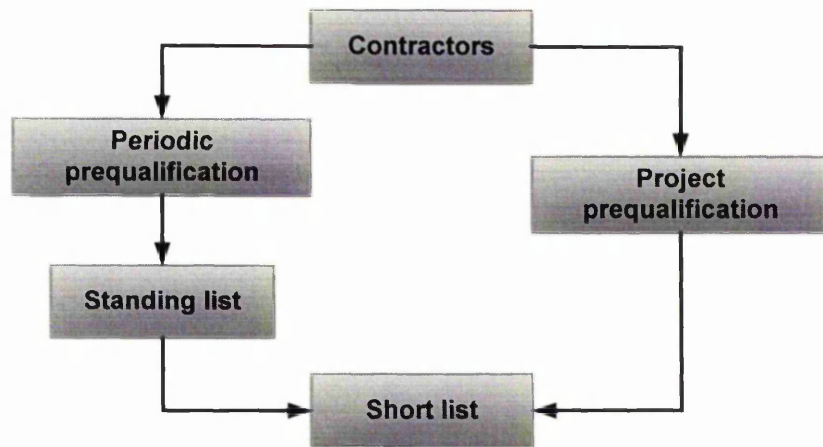 Contractors
Periodic
prequalification
Project
prequalification
Standing list
Short list